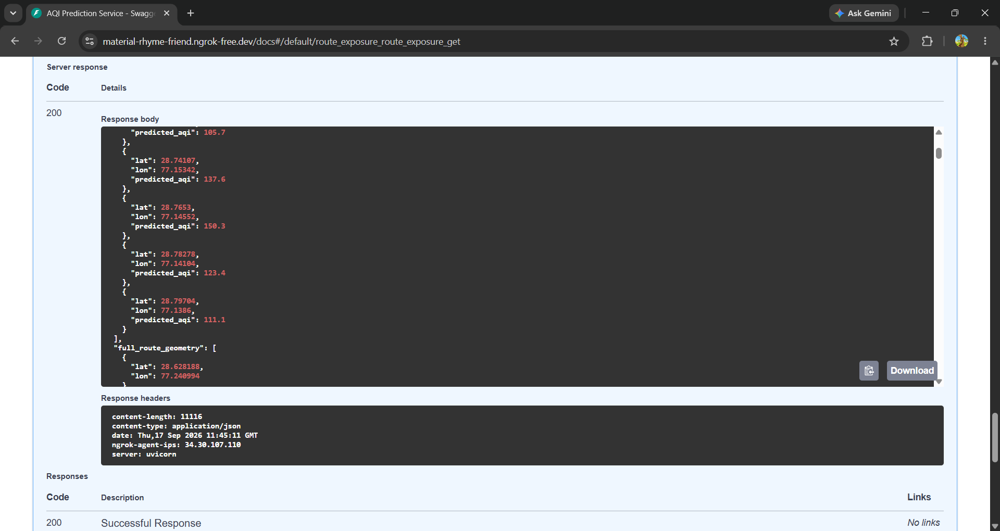 AQI Prediction Service - Swagge
Ask Gemini
material-rhyme-friend.ngrok-free.dev/docs#/default/route_exposure_route_exposure_get
Server response
Code Details
200
Response body
"predicted_aqi": 105.7
},
{
"lat": 28.74107,
"lon": 77.15342,
"predicted_aqi": 137.6
},
{
"lat": 28.7653,
"lon": 77.14552,
"predicted_aqi": 150.3
},
{
"lat": 28.78278,
"lon": 77.14104,
"predicted_aqi": 123.4
},
{
"lat": 28.79704,
"lon": 77.1386,
"predicted_aqi": 111.1
}
],
"full_route_geometry": [
{
"lat": 28.628188,
"lon": 77.240994
}
Download
Response headers
content-length: 11116
content-type: application/json
date: Thu,17 Sep 2026 11:45:11 GMT
ngrok-agent-ips: 34.30.107.110
server: uvicorn
Responses
Code Description Links
200 Successful Response No links